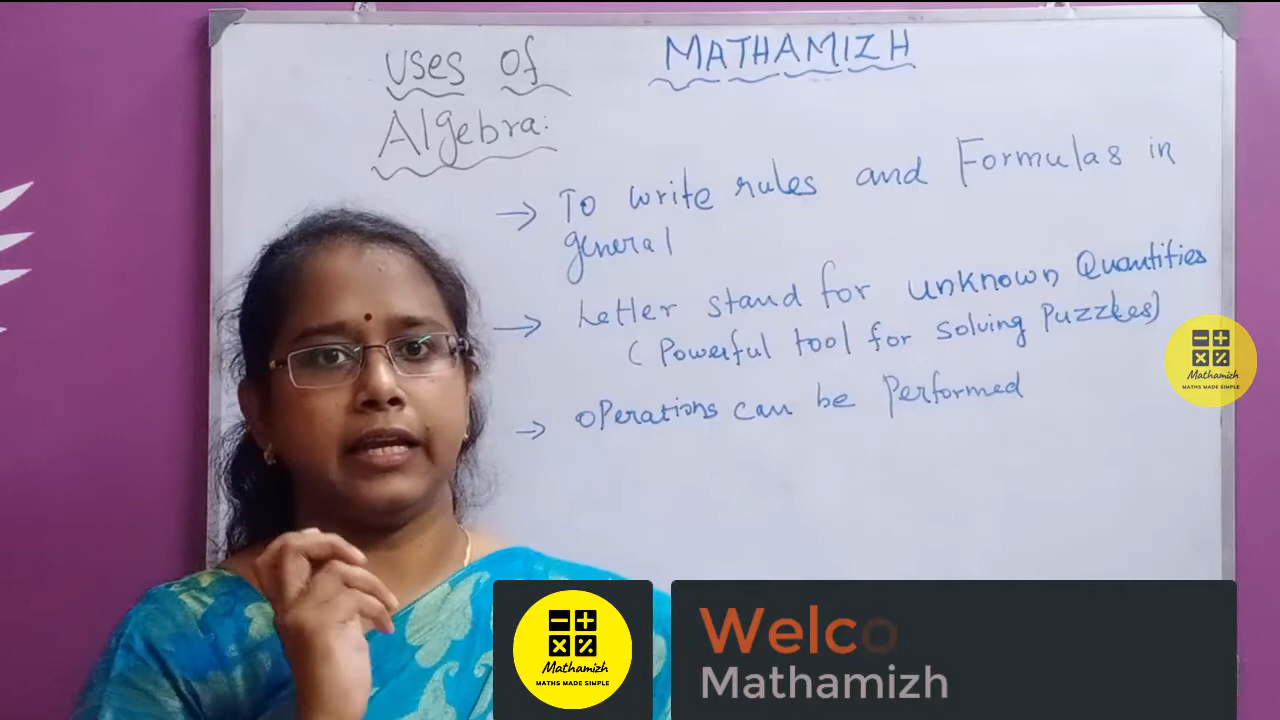 Uses of
Algebra:
MATHAMIZH
→ To write rules and Formulas in
general
→ Letter stand for unknown Quantities
(Powerful tool for solving Puzzles)
→ Operations can be Performed
Mathamizh
MATHS MADE SIMPLE
Mathamizh
MATHS MADE SIMPLE
Welco
Mathamizh